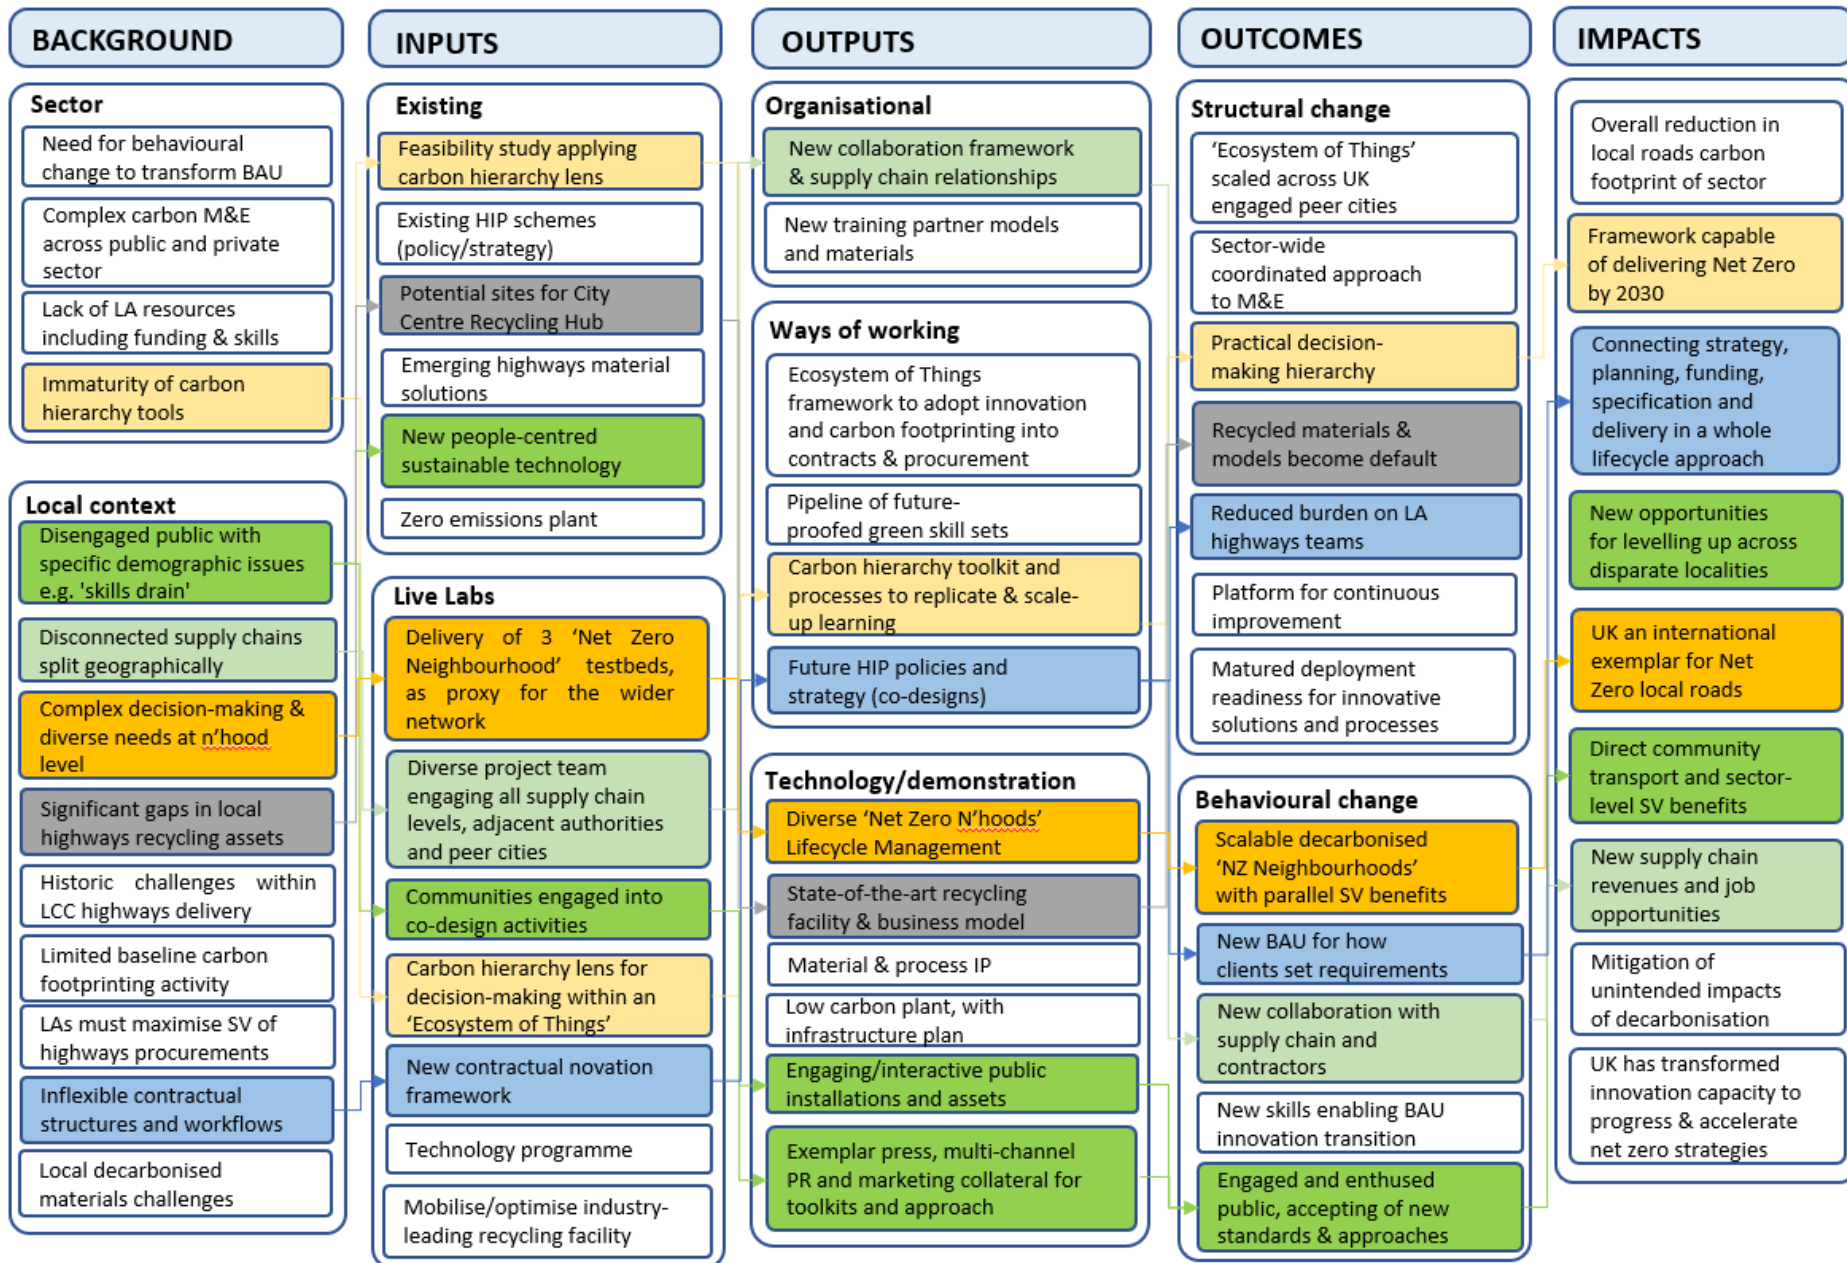 BACKGROUND
Sector
Need for behavioural
change to transform BAU
Complex carbon M&E
across public and private
sector
Lack of LA resources
including funding & skills
Immaturity of carbon
hierarchy tools
Local context
Disengaged public with
specific demographic issues
e.g. 'skills drain'
Disconnected supply chains
split geographically
Complex decision-making &
diverse needs at n'hood
level
Significant gaps in local
highways recycling assets
Historic challenges within
LCC highways delivery
Limited baseline carbon
footprinting activity
LAs must maximise SV of
highways procurements
Inflexible contractual
structures and workflows
Local decarbonised
materials challenges
INPUTS
Existing
Feasibility study applying
carbon hierarchy lens
Existing HIP schemes
(policy/strategy)
Potential sites for City
Centre Recycling Hub
Emerging highways material
solutions
New people-centred
sustainable technology
Zero emissions plant
Live Labs
Delivery of 3 ‘Net Zero
Neighbourhood’ testbeds,
as proxy for the wider
network
Diverse project team
engaging all supply chain
levels, adjacent authorities
and peer cities
Communities engaged into
co-design activities
Carbon hierarchy lens for
decision-making within an
‘Ecosystem of Things’
New contractual novation
framework
Technology programme
Mobilise/optimise industry-
leading recycling facility
OUTPUTS
Organisational
New collaboration framework
& supply chain relationships
New training partner models
and materials
Ways of working
Ecosystem of Things
framework to adopt innovation
and carbon footprinting into
contracts & procurement
Pipeline of future-
proofed green skill sets
Carbon hierarchy toolkit and
processes to replicate & scale-
up learning
Future HIP policies and
strategy (co-designs)
Technology/demonstration
Diverse ‘Net Zero N’hoods’
Lifecycle Management
State-of-the-art recycling
facility & business model
Material & process IP
Low carbon plant, with
infrastructure plan
Engaging/interactive public
installations and assets
Exemplar press, multi-channel
PR and marketing collateral for
toolkits and approach
OUTCOMES
Structural change
‘Ecosystem of Things’
scaled across UK
engaged peer cities
Sector-wide
coordinated approach
to M&E
Practical decision-
making hierarchy
Recycled materials &
models become default
Reduced burden on LA
highways teams
Platform for continuous
improvement
Matured deployment
readiness for innovative
solutions and processes
Behavioural change
Scalable decarbonised
‘NZ Neighbourhoods’
with parallel SV benefits
New BAU for how
clients set requirements
New collaboration with
supply chain and
contractors
New skills enabling BAU
innovation transition
Engaged and enthused
public, accepting of new
standards & approaches
IMPACTS
Overall reduction in
local roads carbon
footprint of sector
Framework capable
of delivering Net Zero
by 2030
Connecting strategy,
planning, funding,
specification and
delivery in a whole
lifecycle approach
New opportunities
for levelling up across
disparate localities
UK an international
exemplar for Net
Zero local roads
Direct community
transport and sector-
level SV benefits
New supply chain
revenues and job
opportunities
Mitigation of
unintended impacts
of decarbonisation
UK has transformed
innovation capacity to
progress & accelerate
net zero strategies